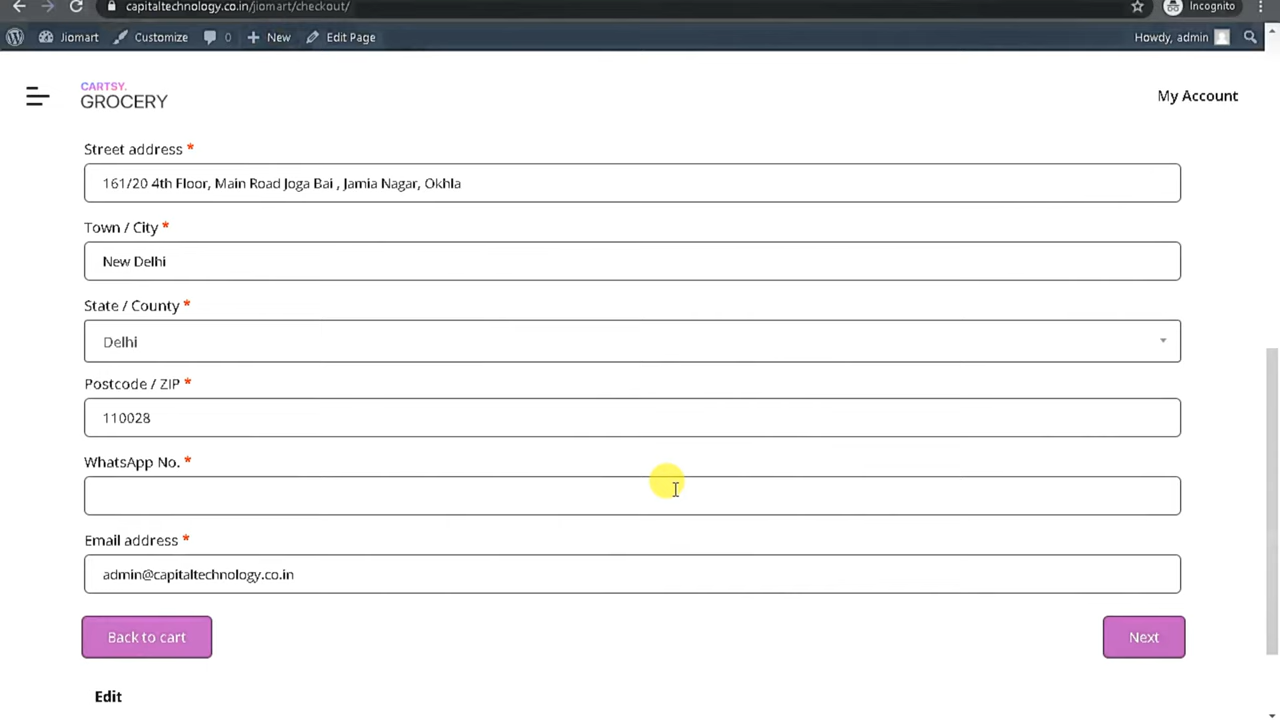 capitaltechnology.co.in/jiomart/checkout/
Incognito
Jiomart Customize 0 New Edit Page
Howdy, admin
CARTSY.
GROCERY
My Account
Street address *
161/20 4th Floor, Main Road Joga Bai , Jamia Nagar, Okhla
Town / City *
New Delhi
State / County *
Delhi
Postcode / ZIP *
110028
WhatsApp No. *
Email address *
admin@capitaltechnology.co.in
Back to cart
Next
Edit